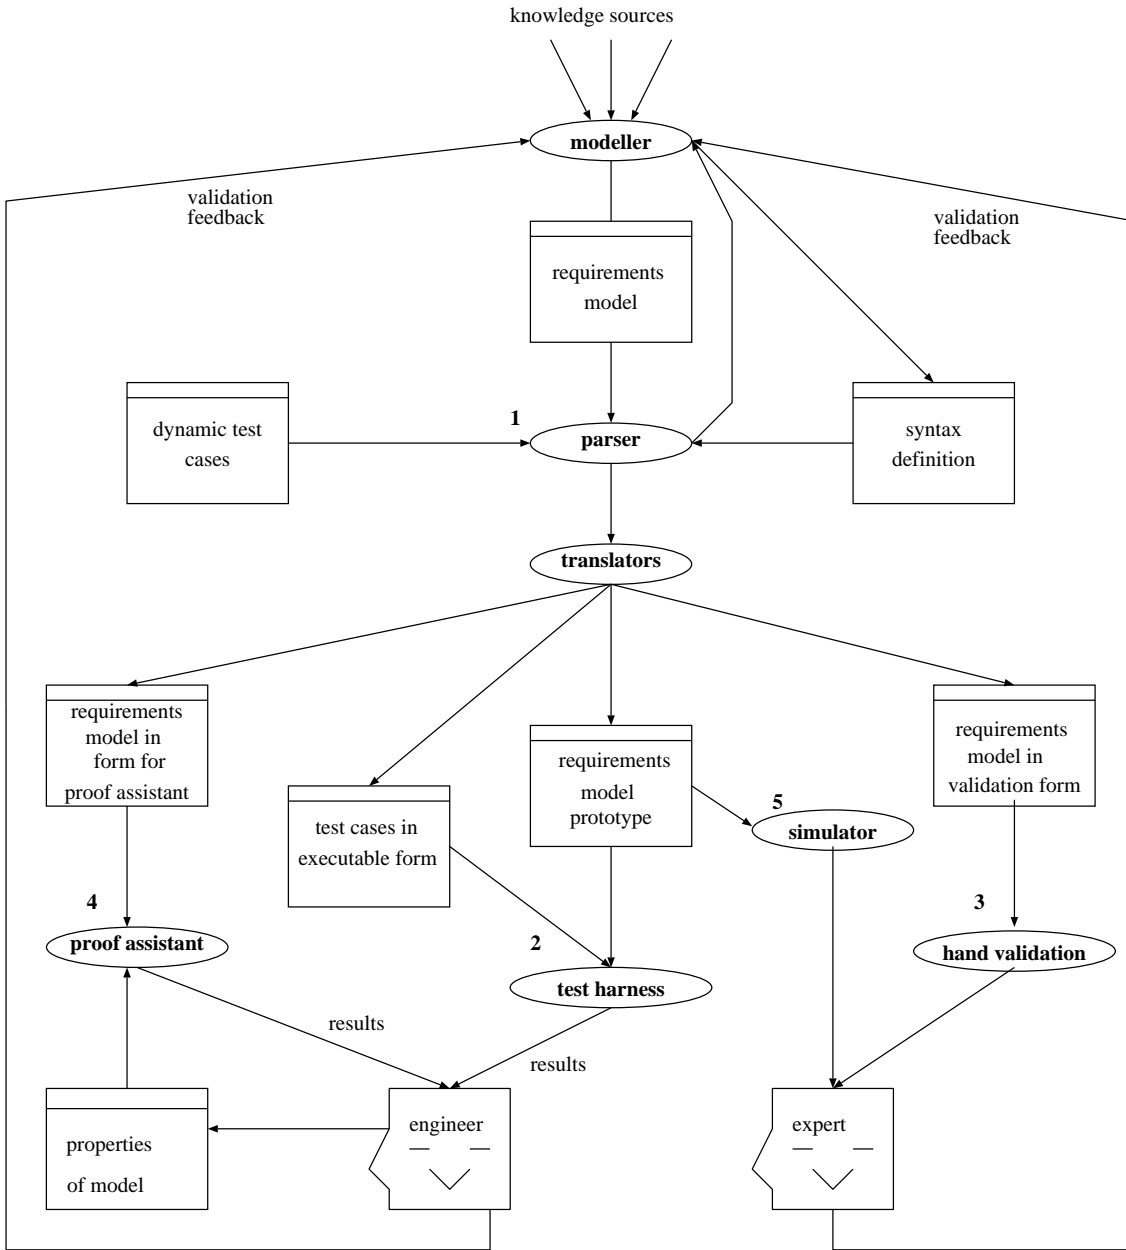 knowledge sources
modeller
validation
feedback
validation
feedback
requirements
model
1
dynamic test
cases
parser
syntax
definition
translators
requirements
model in
form for
proof assistant
test cases in
executable form
requirements
model
prototype
5
simulator
requirements
model in
validation form
4
proof assistant
2
test harness
3
hand validation
results
results
properties
of model
engineer
expert